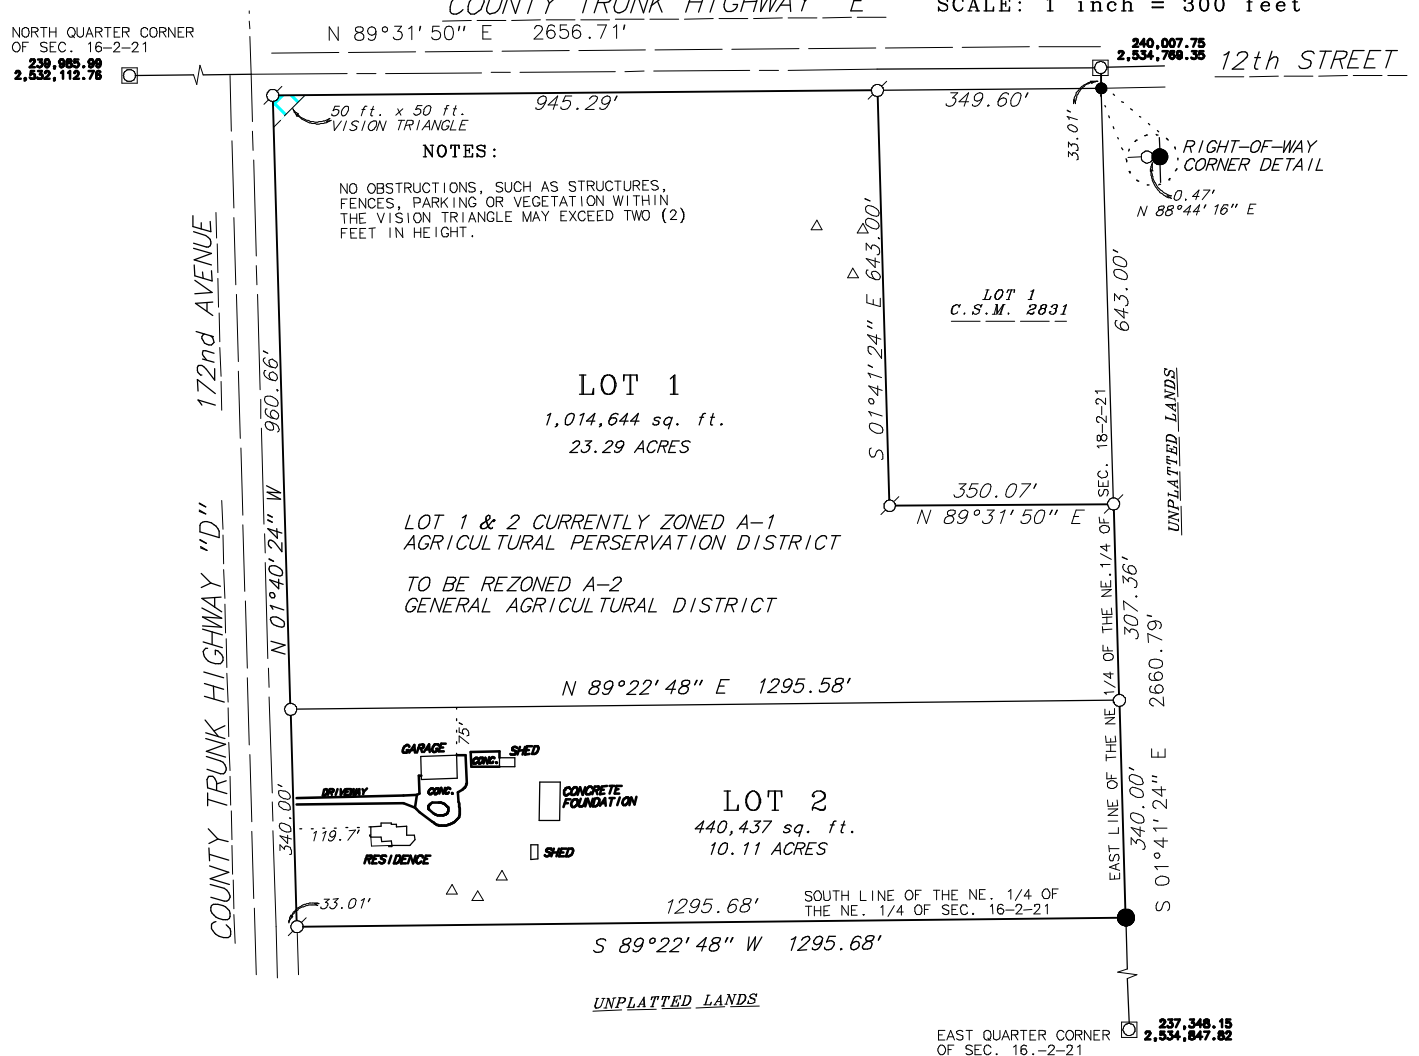 COUNTY TRUNK HIGHWAY "E"
SCALE: 1 inch = 300 feet
NORTH QUARTER CORNER
OF SEC. 16-2-21
239,985.99
2,532,112.76
N 89°31'50" E 2656.71'
240,007.75
2,534,769.35
12th STREET
945.29'
349.60'
33.01'
50 ft. x 50 ft.
VISION TRIANGLE
NOTES:
NO OBSTRUCTIONS, SUCH AS STRUCTURES,
FENCES, PARKING OR VEGETATION WITHIN
THE VISION TRIANGLE MAY EXCEED TWO (2)
FEET IN HEIGHT.
RIGHT-OF-WAY
CORNER DETAIL
0.47'
N 88°44'16" E
172nd AVENUE
COUNTY TRUNK HIGHWAY "D"
N 01°40'24" W 960.66'
S 01°41'24" E 643.00'
LOT 1
C.S.M. 2831
643.00'
UNPLATTED LANDS
LOT 1
1,014,644 sq. ft.
23.29 ACRES
350.07'
N 89°31'50" E
LOT 1 & 2 CURRENTLY ZONED A-1
AGRICULTURAL PERSERVATION DISTRICT
TO BE REZONED A-2
GENERAL AGRICULTURAL DISTRICT
EAST LINE OF THE NE 1/4 OF THE NE.1/4 OF SEC. 18-2-21
307.36'
S 01°41'24" E 2660.79'
N 89°22'48" E 1295.58'
75'
GARAGE
CONC.
SHED
DRIVEWAY
CONC.
CONCRETE
FOUNDATION
340.00'
119.7'
RESIDENCE
SHED
LOT 2
440,437 sq. ft.
10.11 ACRES
340.00'
33.01'
1295.68'
SOUTH LINE OF THE NE. 1/4 OF
THE NE. 1/4 OF SEC. 16-2-21
S 89°22'48" W 1295.68'
UNPLATTED LANDS
EAST QUARTER CORNER
OF SEC. 16.-2-21
237,348.15
2,534,847.82